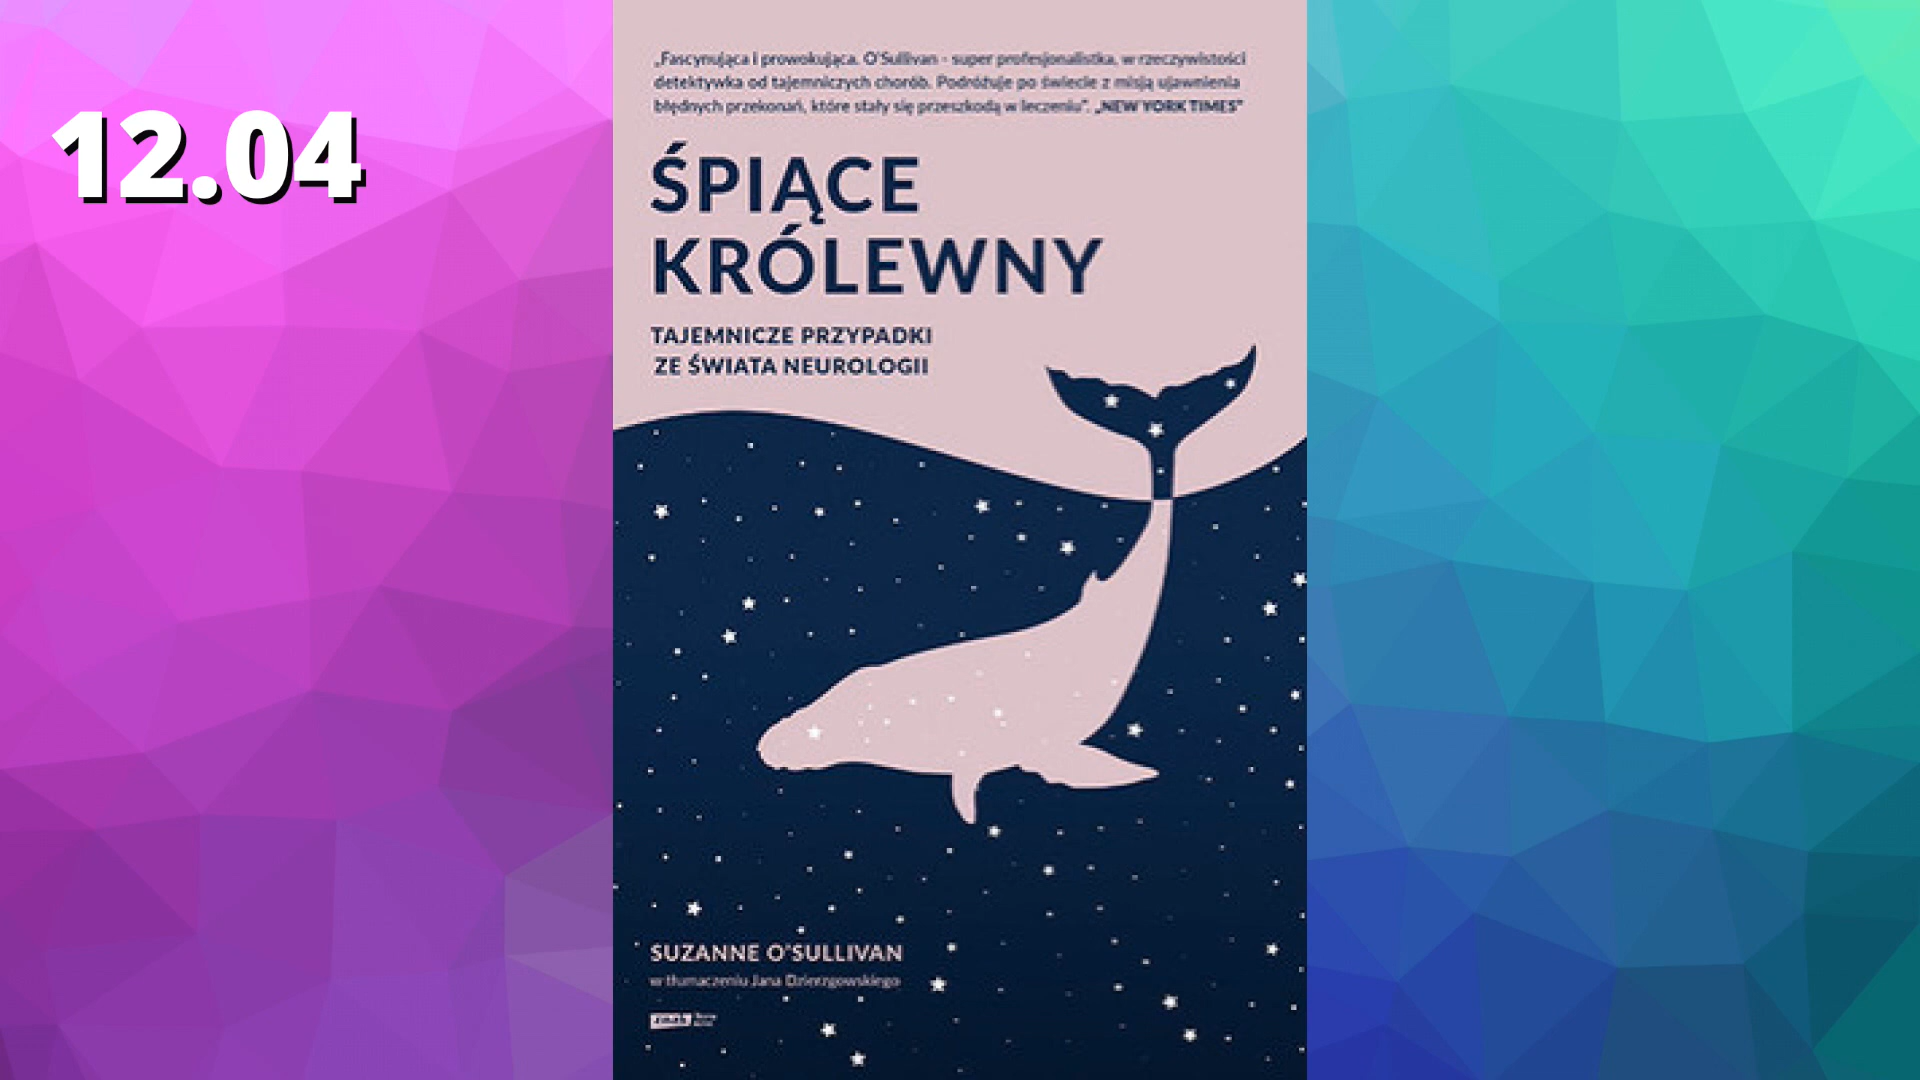 12.04
„Fascynująca i prowokująca. O'Sullivan - super profesjonalistka, w rzeczywistości
detektywka od tajemniczych chorób. Podróżuje po świecie z misją ujawnienia
błędnych przekonań, które stały się przeszkodą w leczeniu”. „NEW YORK TIMES”
ŚPIĄCE
KRÓLEWNY
TAJEMNICZE PRZYPADKI
ZE ŚWIATA NEUROLOGII
SUZANNE O'SULLIVAN
w tłumaczeniu Jana Dzierzgowskiego
znak